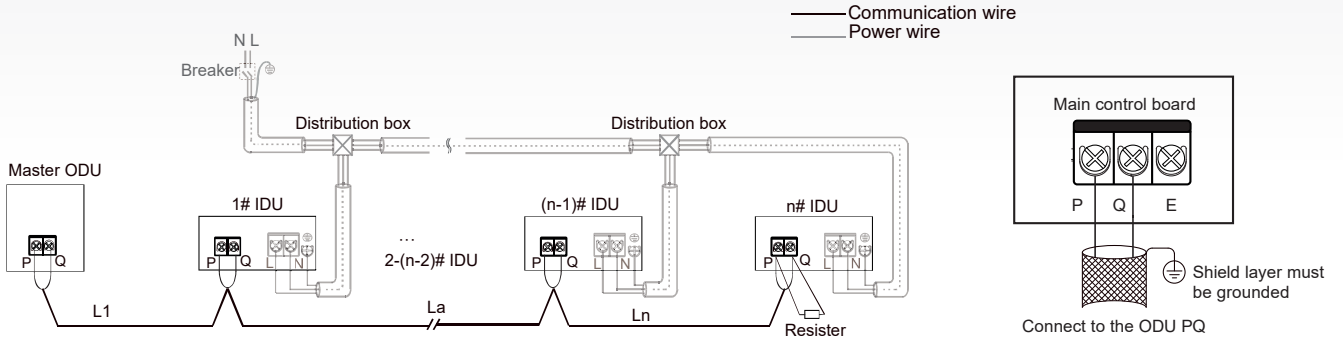 Communication wire
Power wire
N L
Breaker
Distribution box
Distribution box
Main control board
Master ODU
1# IDU
(n-1)# IDU
n# IDU
...
2-(n-2)# IDU
P Q
P Q L N
P Q L N
P Q L N
P Q E
L1
La
Ln
Resister
Shield layer must
be grounded
Connect to the ODU PQ